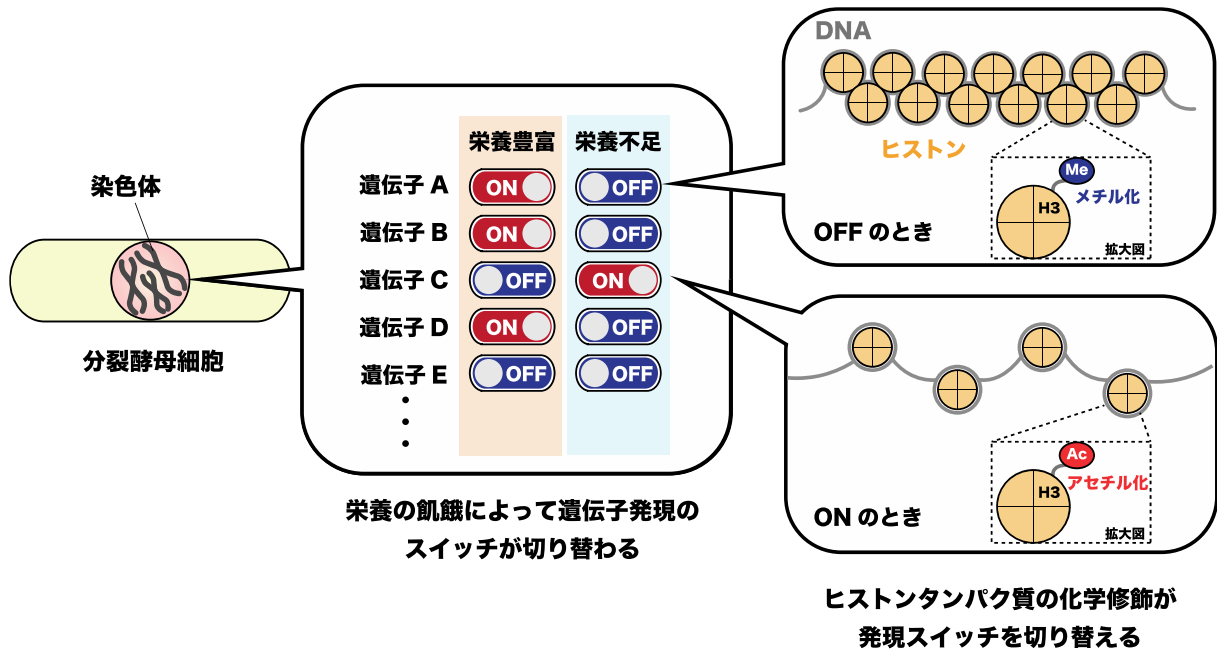 染色体
分裂酵母細胞
栄養豊富 栄養不足
遺伝子 A ON OFF
遺伝子 B ON OFF
遺伝子 C OFF ON
遺伝子 D ON OFF
遺伝子 E OFF OFF
・
・
・
栄養の飢餓によって遺伝子発現の
スイッチが切り替わる
DNA
ヒストン
Me
メチル化
H3
OFF のとき
拡大図
Ac
アセチル化
H3
ON のとき
拡大図
ヒストンタンパク質の化学修飾が
発現スイッチを切り替える